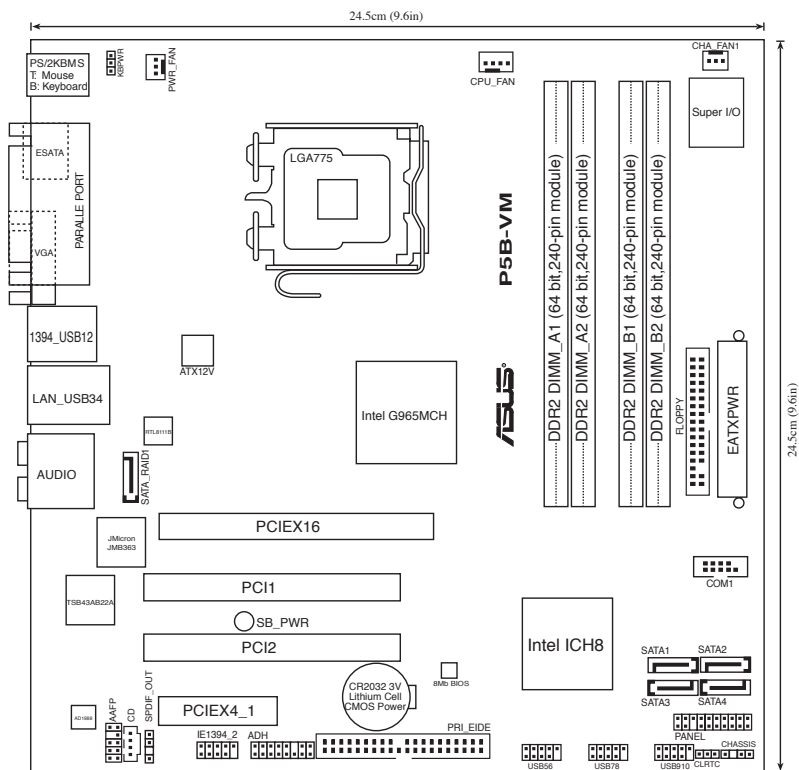 24.5cm (9.6in)
PS/2KBMS
T: Mouse
B: Keyboard
KBPWR
PWR_FAN
CPU_FAN
CHA_FAN1
Super I/O
ESATA
PARALLE PORT
VGA
LGA775
P5B-VM
DDR2 DIMM_A1 (64 bit,240-pin module)
DDR2 DIMM_A2 (64 bit,240-pin module)
DDR2 DIMM_B1 (64 bit,240-pin module)
DDR2 DIMM_B2 (64 bit,240-pin module)
24.5cm (9.6in)
1394_USB12
ATX12V
LAN_USB34
Intel G965MCH
ASUS
FLOPPY
EATXPWR
RTL8111B
AUDIO
SATA_RAID1
PCIEX16
JMicron
JMB363
COM1
TSB43AB22A
PCI1
SB_PWR
PCI2
Intel ICH8
SATA1
SATA2
CR2032 3V
Lithium Cell
CMOS Power
8Mb BIOS
SATA3
SATA4
AD1888
AAFP
CD
SPDIF_OUT
PCIEX4_1
PRI_EIDE
PANEL
IE1394_2
ADH
CHASSIS
USB56
USB78
USB910
CLRTC